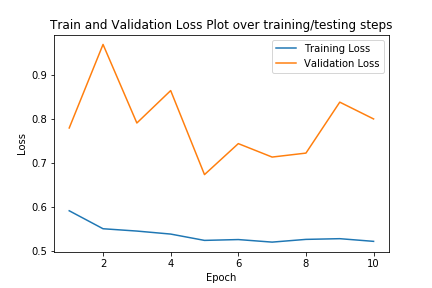 Train and Validation Loss Plot over training/testing steps
Training Loss
Validation Loss
0.9
0.8
0.7
0.6
0.5
Loss
2 4 6 8 10
Epoch